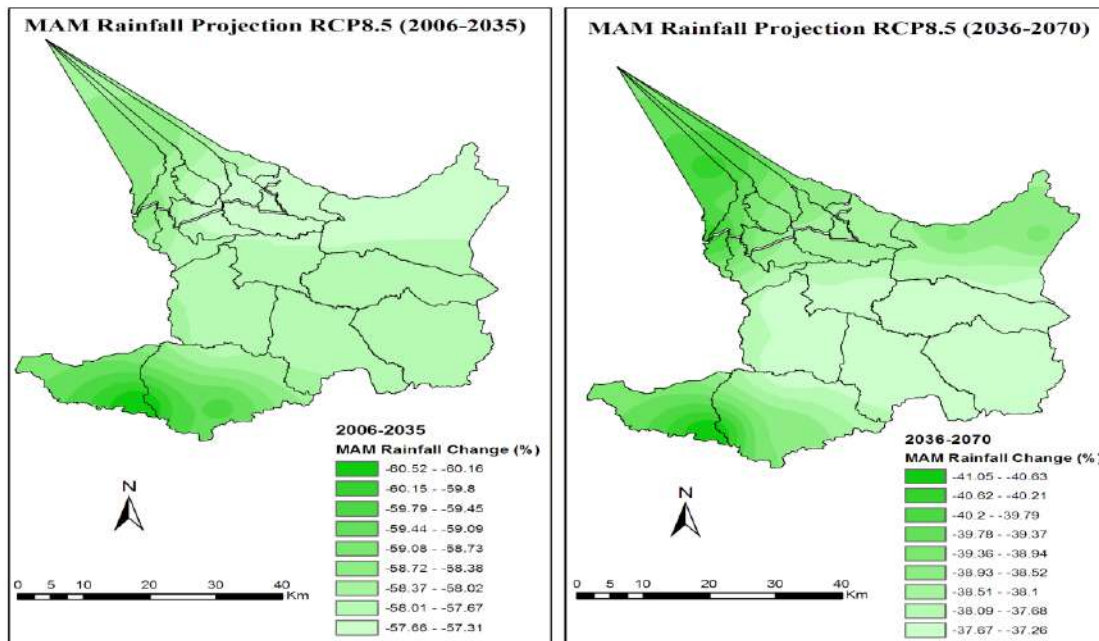 MAM Rainfall Projection RCP8.5 (2006-2035)
2006-2035
MAM Rainfall Change (%)
-60.52 - -60.16
-60.15 - -59.8
-59.79 - -59.45
-59.44 - -59.09
-59.08 - -58.73
-58.72 - -58.38
-58.37 - -58.02
-58.01 - -57.67
-57.66 - -57.31
N
0 5 10 20 30 40
Km
MAM Rainfall Projection RCP8.5 (2036-2070)
2036-2070
MAM Rainfall Change (%)
-41.05 - -40.63
-40.62 - -40.21
-40.2 - -39.79
-39.78 - -39.37
-39.36 - -38.94
-38.93 - -38.52
-38.51 - -38.1
-38.09 - -37.68
-37.67 - -37.26
N
0 5 10 20 30 40
Km